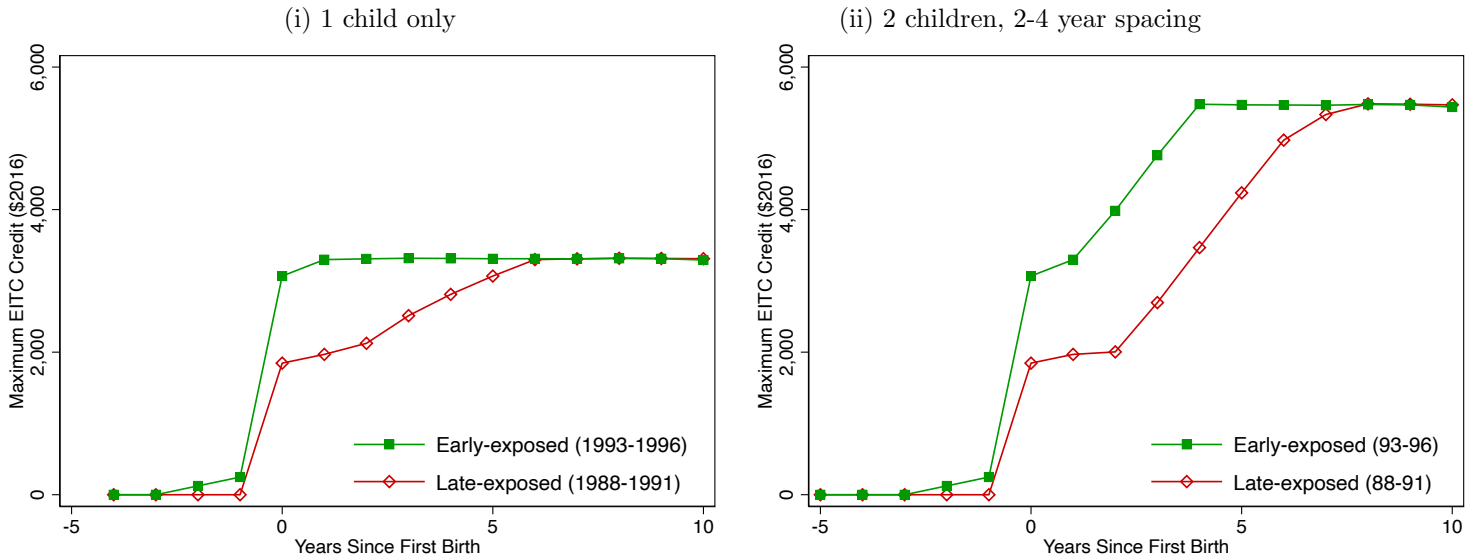 (i) 1 child only
Maximum EITC Credit ($2016)
6,000
4,000
2,000
0
-5
0
5
10
Years Since First Birth
Early-exposed (1993-1996)
Late-exposed (1988-1991)
(ii) 2 children, 2-4 year spacing
Maximum EITC Credit ($2016)
6,000
4,000
2,000
0
-5
0
5
10
Years Since First Birth
Early-exposed (93-96)
Late-exposed (88-91)